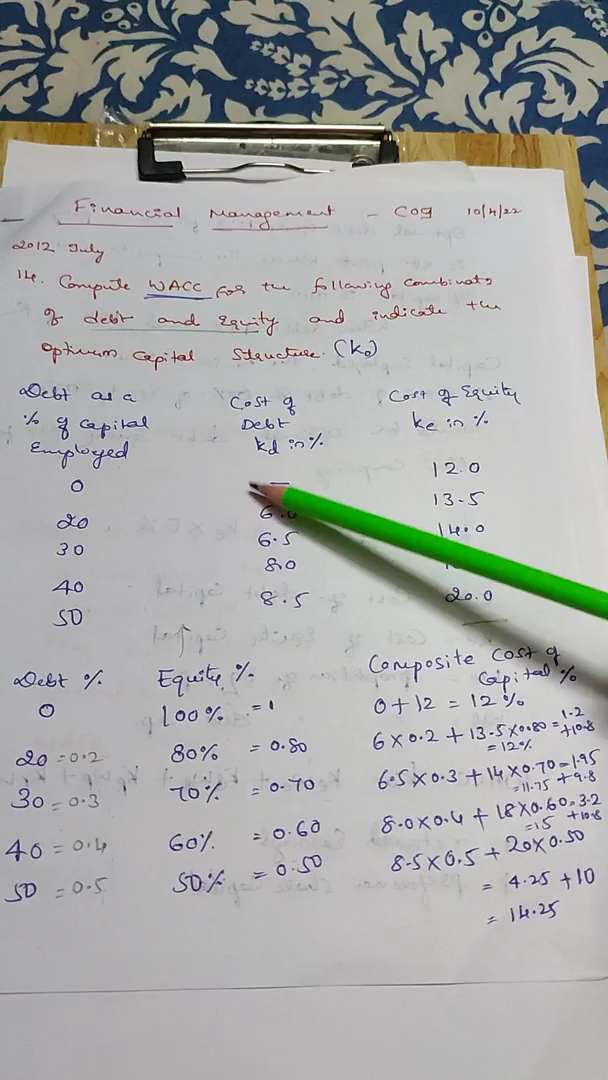 Financial Management - COG 10/4/22
2012 July
14. Compute WACC for the following combinats
of debt and Equity and indicate the
optimum capital Structure. (Ko)
Debt as a Cost of Cost of Equity
% of capital Debt Ke in %
Employed Kd in %
0 — 12.0
20 6.0 13.5
30 6.5 14.0
40 8.0
50 8.5 20.0
Debt % Equity % Composite Cost of
Capital %
0 100% = 1 0 + 12 = 12%
20 = 0.2 80% = 0.80 6 x 0.2 + 13.5 x 0.80 = 1.2
+10.8
= 12%
30 = 0.3 70% = 0.70 6.5 x 0.3 + 14 x 0.70 = 1.95
= 11.75 + 9.8
40 = 0.4 60% = 0.60 8.0 x 0.4 + 18 x 0.60 = 3.2
= 15 + 10.8
50 = 0.5 50% = 0.50 8.5 x 0.5 + 20 x 0.50
= 4.25 + 10
= 14.25